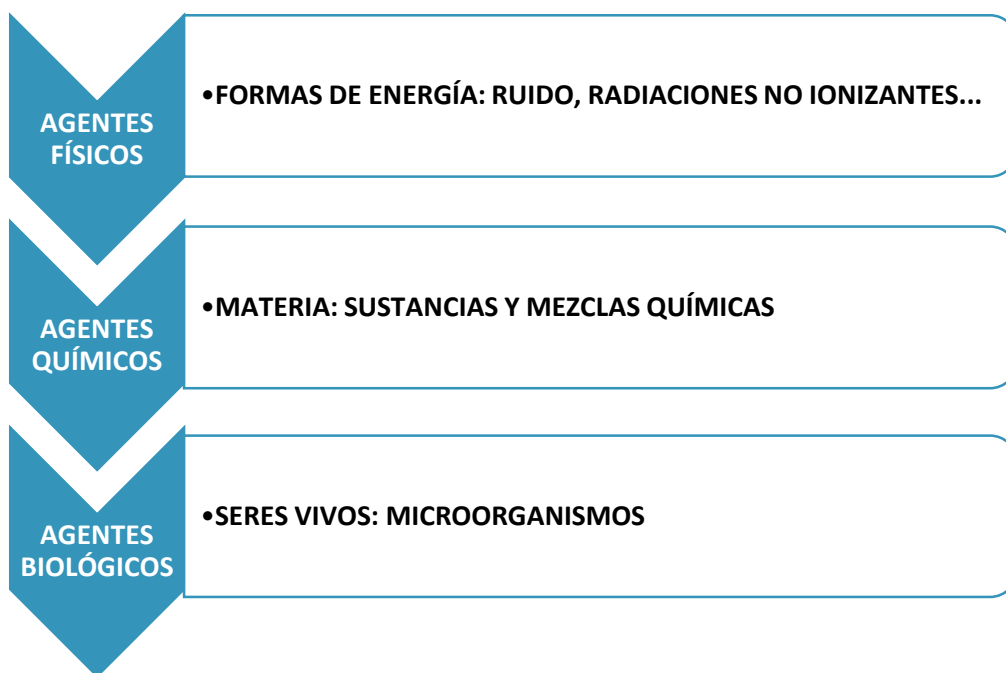 AGENTES
FÍSICOS
•FORMAS DE ENERGÍA: RUIDO, RADIACIONES NO IONIZANTES...
AGENTES
QUÍMICOS
•MATERIA: SUSTANCIAS Y MEZCLAS QUÍMICAS
AGENTES
BIOLÓGICOS
•SERES VIVOS: MICROORGANISMOS